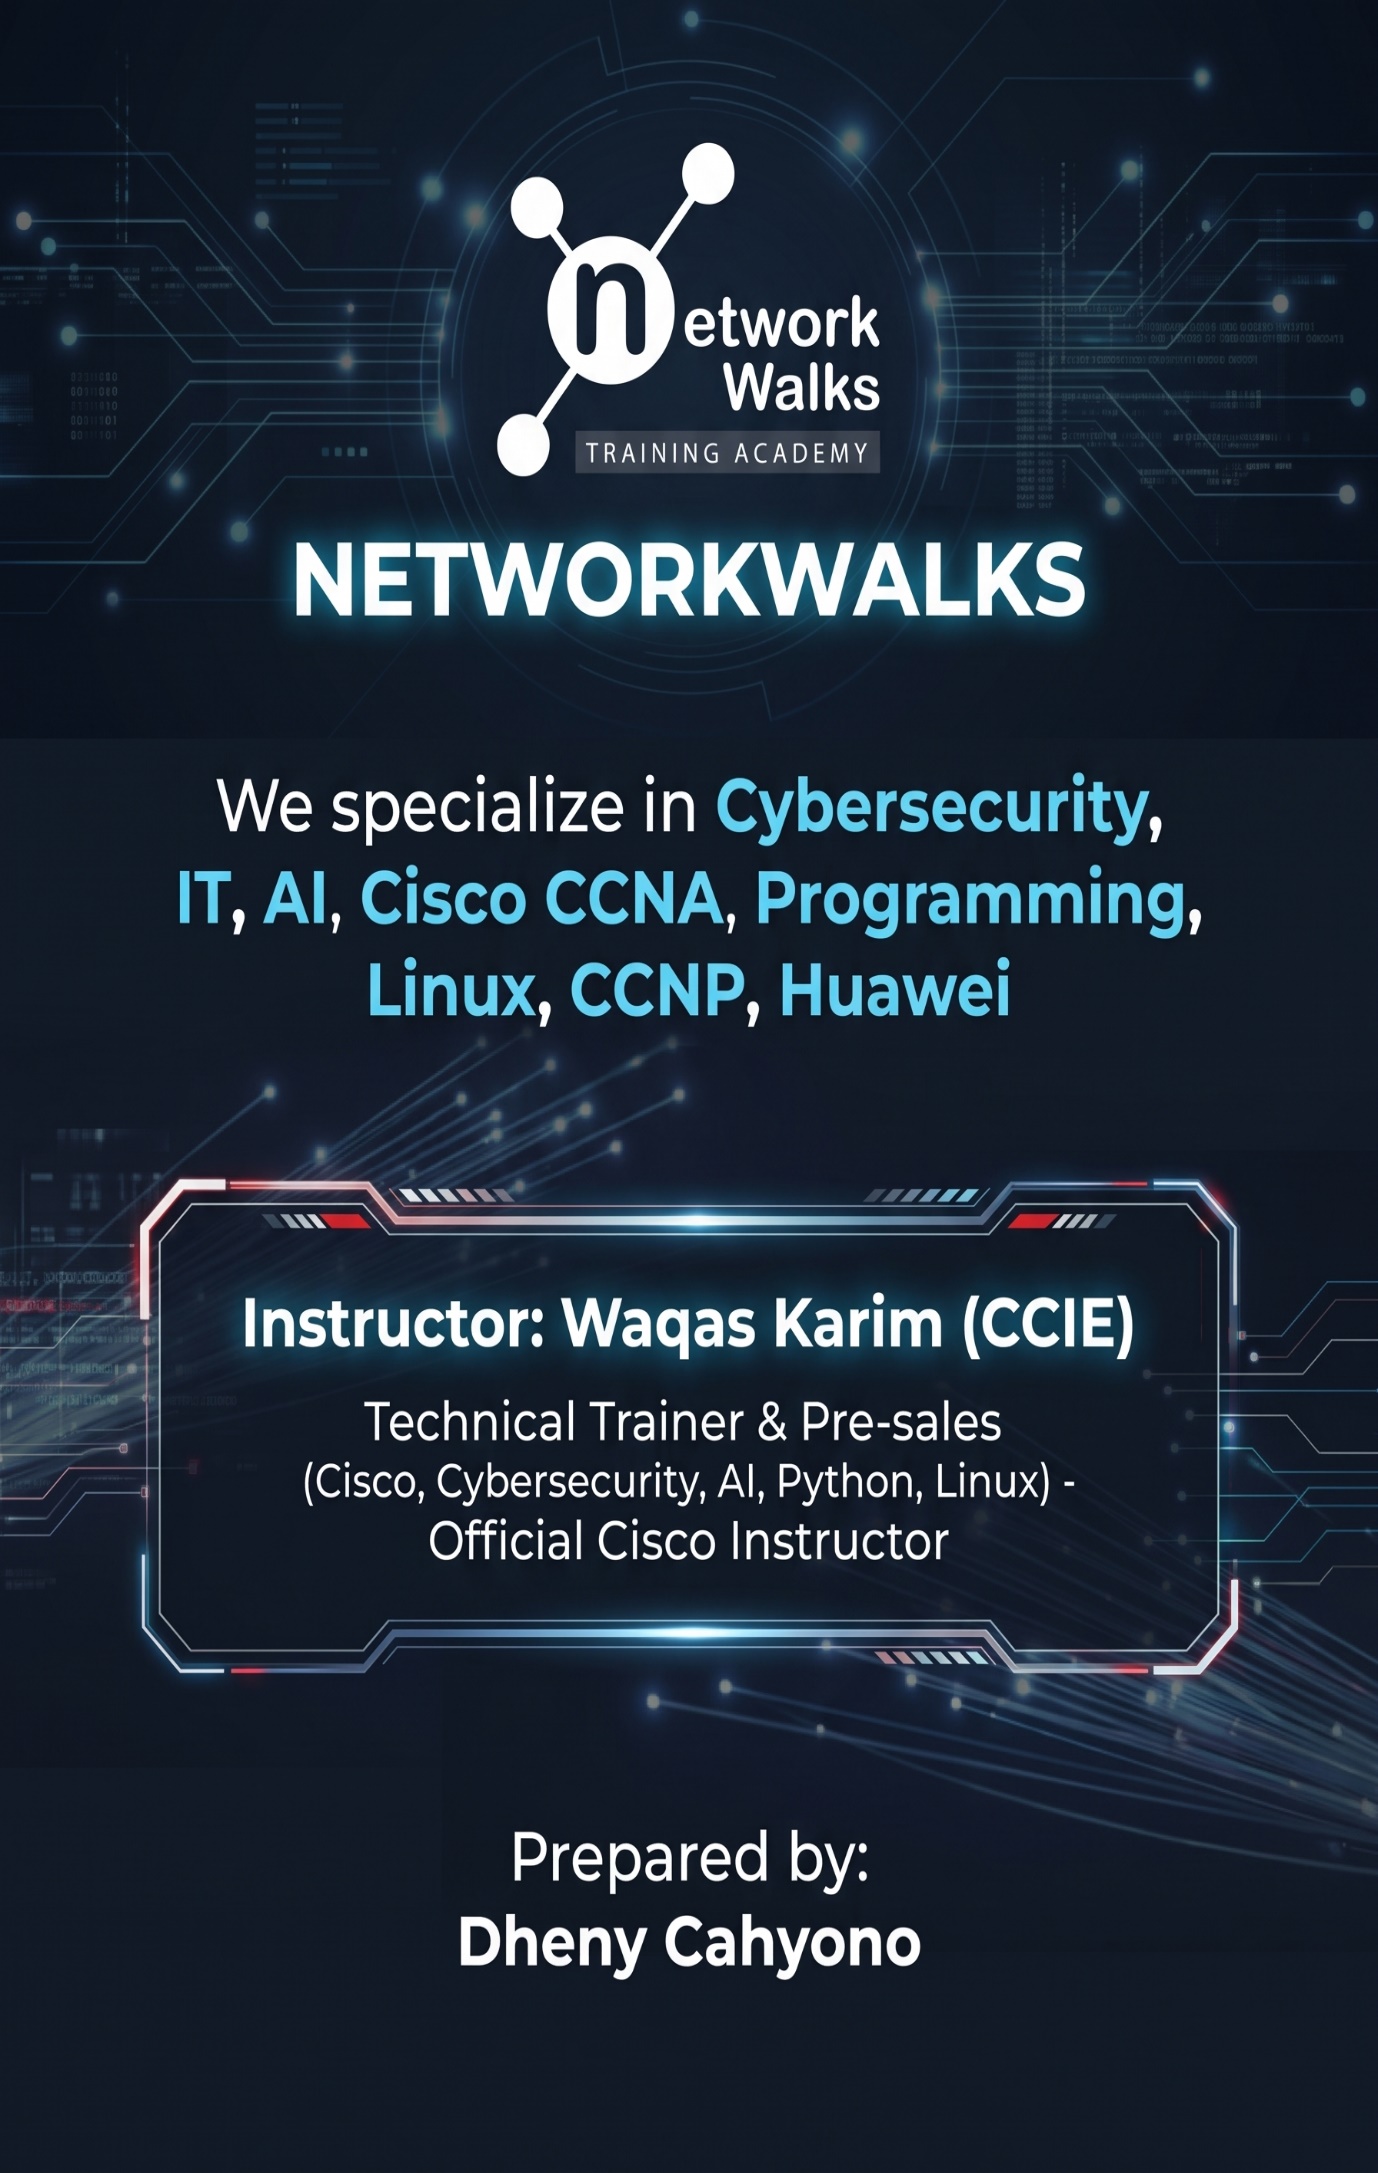 network
Walks
TRAINING ACADEMY
NETWORKWALKS
We specialize in Cybersecurity,
IT, AI, Cisco CCNA, Programming,
Linux, CCNP, Huawei
Instructor: Waqas Karim (CCIE)
Technical Trainer & Pre-sales
(Cisco, Cybersecurity, AI, Python, Linux) -
Official Cisco Instructor
Prepared by:
Dheny Cahyono